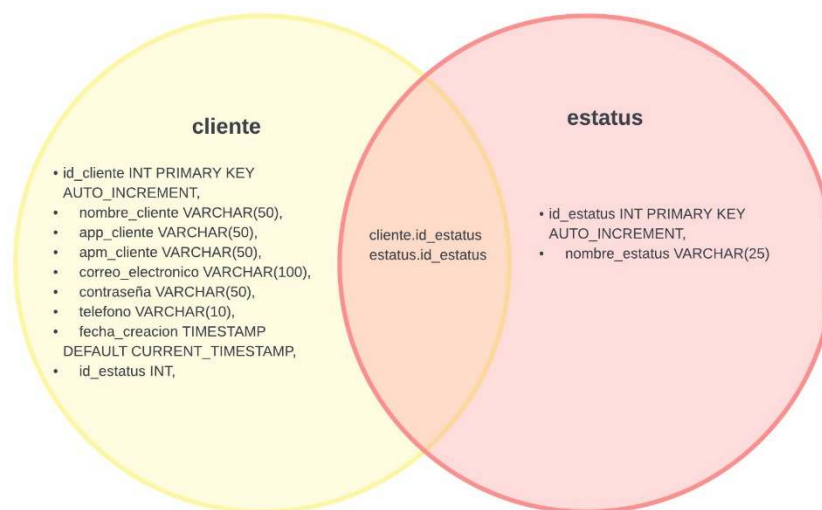 cliente
• id_cliente INT PRIMARY KEY
AUTO_INCREMENT,
• nombre_cliente VARCHAR(50),
• app_cliente VARCHAR(50),
• apm_cliente VARCHAR(50),
• correo_electronico VARCHAR(100),
• contraseña VARCHAR(50),
• telefono VARCHAR(10),
• fecha_creacion TIMESTAMP
DEFAULT CURRENT_TIMESTAMP,
• id_estatus INT,
cliente.id_estatus
estatus.id_estatus
estatus
• id_estatus INT PRIMARY KEY
AUTO_INCREMENT,
• nombre_estatus VARCHAR(25)